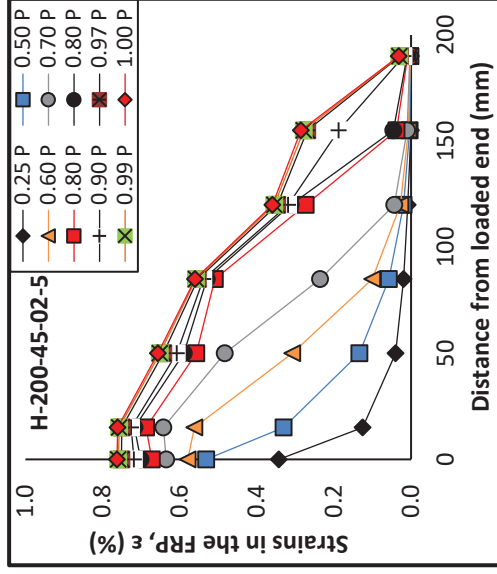 H-200-45-02-5
0.25 P
0.50 P
0.60 P
0.70 P
0.80 P
0.80 P
0.90 P
0.97 P
0.99 P
1.00 P
Strains in the FRP, ε (%)
1.0
0.8
0.6
0.4
0.2
0.0
0
50
100
150
200
Distance from loaded end (mm)